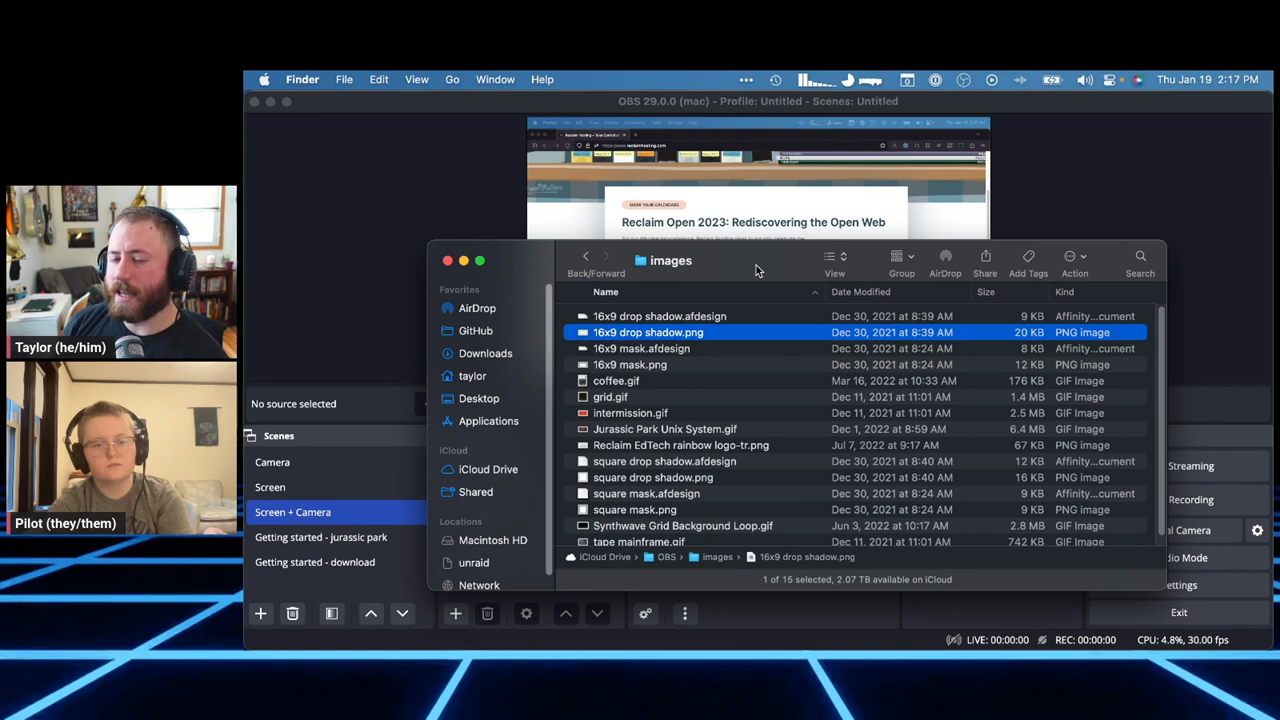 Finder File Edit View Go Window Help Thu Jan 19 2:17 PM
OBS 29.0.0 (mac) - Profile: Untitled - Scenes: Untitled
https://www.reclaimhosting.com
MARK YOUR CALENDARS
Reclaim Open 2023: Rediscovering the Open Web
Taylor (he/him)
Pilot (they/them)
No source selected
Scenes
Camera
Screen
Screen + Camera
Getting started - jurassic park
Getting started - download
Favorites
AirDrop
GitHub
Downloads
taylor
Desktop
Applications
iCloud
iCloud Drive
Shared
Locations
Macintosh HD
unraid
Network
images
Back/Forward View Group AirDrop Share Add Tags Action Search
Name Date Modified Size Kind
16x9 drop shadow.afdesign Dec 30, 2021 at 8:39 AM 9 KB Affinity...cument
16x9 drop shadow.png Dec 30, 2021 at 8:39 AM 20 KB PNG image
16x9 mask.afdesign Dec 30, 2021 at 8:24 AM 8 KB Affinity...cument
16x9 mask.png Dec 30, 2021 at 8:24 AM 12 KB PNG image
coffee.gif Mar 16, 2022 at 10:33 AM 176 KB GIF Image
grid.gif Dec 11, 2021 at 11:01 AM 1.4 MB GIF Image
intermission.gif Dec 11, 2021 at 11:01 AM 2.5 MB GIF Image
Jurassic Park Unix System.gif Dec 1, 2022 at 8:59 AM 6.4 MB GIF Image
Reclaim EdTech rainbow logo-tr.png Jul 7, 2022 at 9:17 AM 67 KB PNG image
square drop shadow.afdesign Dec 30, 2021 at 8:40 AM 12 KB Affinity...cument
square drop shadow.png Dec 30, 2021 at 8:40 AM 16 KB PNG image
square mask.afdesign Dec 30, 2021 at 8:24 AM 9 KB Affinity...cument
square mask.png Dec 30, 2021 at 8:24 AM 9 KB PNG image
Synthwave Grid Background Loop.gif Jun 3, 2022 at 10:17 AM 2.8 MB GIF Image
tape mainframe.gif Dec 11, 2021 at 11:01 AM 742 KB GIF Image
iCloud Drive OBS images 16x9 drop shadow.png
1 of 15 selected, 2.07 TB available on iCloud
Streaming
Recording
al Camera
dio Mode
ettings
Exit
LIVE: 00:00:00 REC: 00:00:00 CPU: 4.8%, 30.00 fps